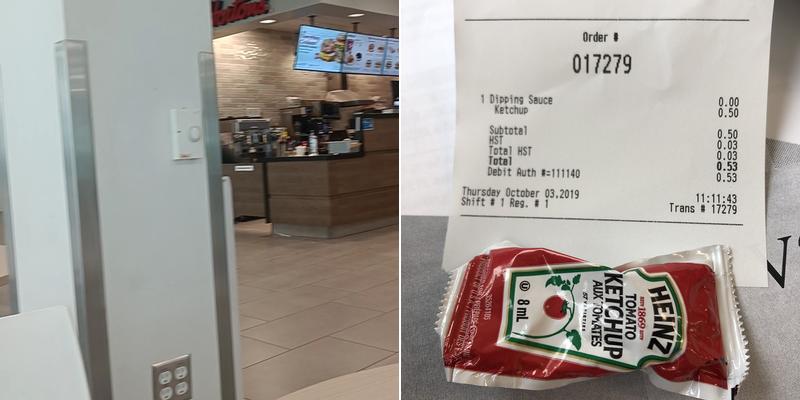 Hortons
Order #
017279
1 Dipping Sauce 0.00
Ketchup 0.50
Subtotal 0.50
HST 0.03
Total HST 0.03
Total 0.53
Debit Auth #=111140 0.53
Thursday October 03,2019 11:11:43
Shift # 1 Reg. # 1 Trans # 17279
HEINZ
EST'D 1869
TOMATO
KETCHUP
AUX TOMATES
8 mL